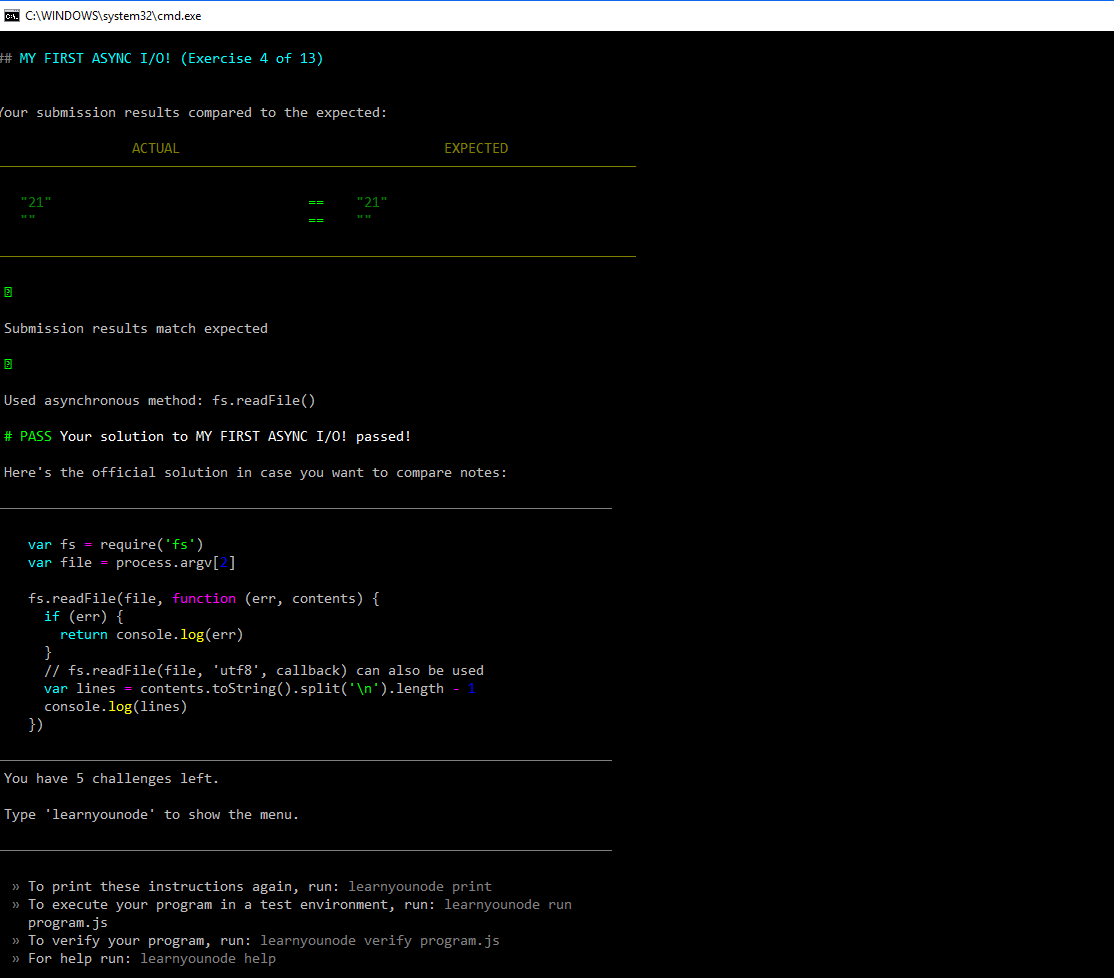 C:\WINDOWS\system32\cmd.exe
## MY FIRST ASYNC I/O! (Exercise 4 of 13)
Your submission results compared to the expected:
ACTUAL EXPECTED
"21" == "21"
"" == ""
Submission results match expected
Used asynchronous method: fs.readFile()
# PASS Your solution to MY FIRST ASYNC I/O! passed!
Here's the official solution in case you want to compare notes:
var fs = require('fs')
var file = process.argv[2]
fs.readFile(file, function (err, contents) {
if (err) {
return console.log(err)
}
// fs.readFile(file, 'utf8', callback) can also be used
var lines = contents.toString().split('\n').length - 1
console.log(lines)
})
You have 5 challenges left.
Type 'learnyounode' to show the menu.
» To print these instructions again, run: learnyounode print
» To execute your program in a test environment, run: learnyounode run
program.js
» To verify your program, run: learnyounode verify program.js
» For help run: learnyounode help